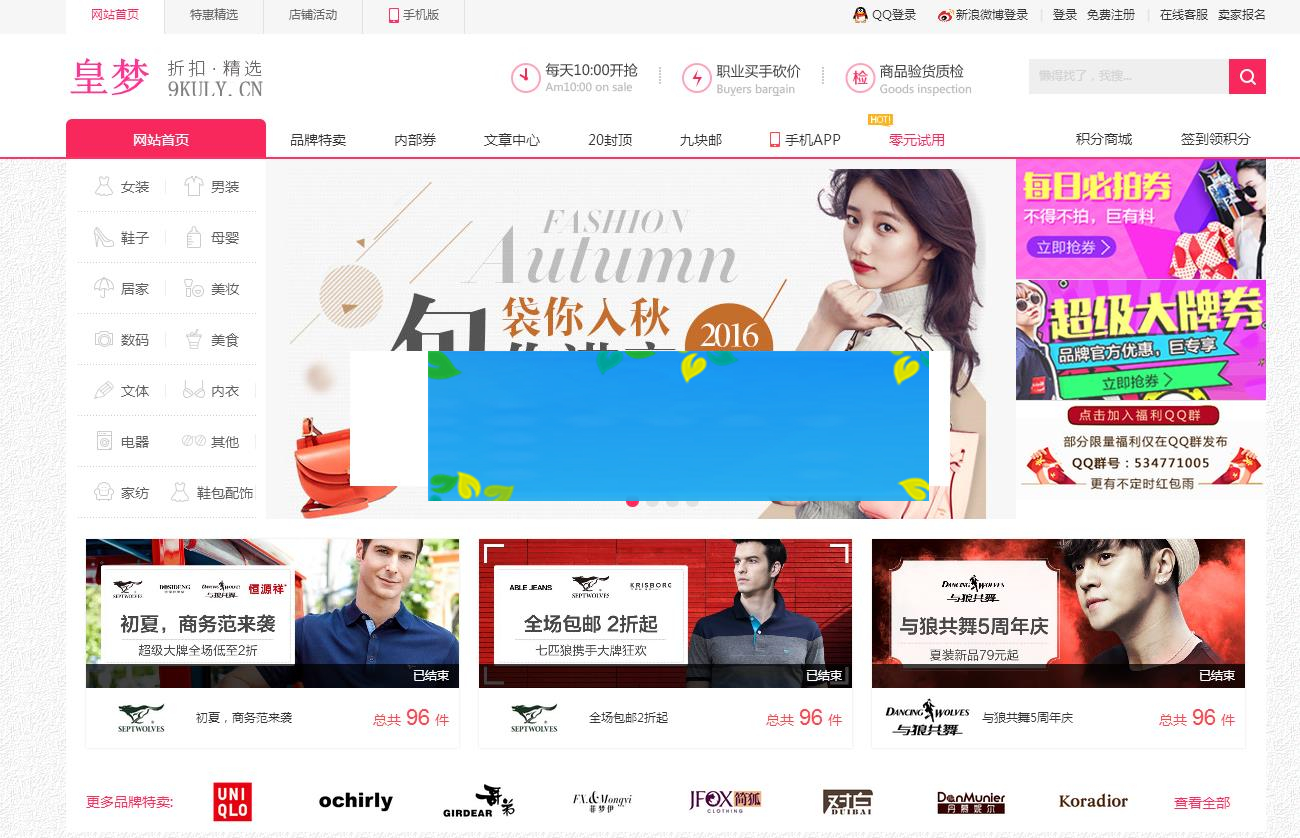 网站首页
特惠精选
店铺活动
手机版
QQ登录
新浪微博登录
登录
免费注册
在线客服
卖家报名
皇梦
折扣·精选
9KULY.CN
每天10:00开抢
Am10:00 on sale
职业买手砍价
Buyers bargain
检
商品验货质检
Goods inspection
懒得找了，我搜...
网站首页
品牌特卖
内部券
文章中心
20封顶
九块邮
手机APP
HOT!
零元试用
积分商城
签到领积分
女装
男装
鞋子
母婴
居家
美妆
数码
美食
文体
内衣
电器
其他
家纺
鞋包配饰
FASHION
Autumn
袋你入秋
2016
每日必拍券
不得不拍，巨有料
立即抢券
超级大牌券
品牌官方优惠，巨专享
立即抢券
点击加入福利QQ群
部分限量福利仅在QQ群发布
QQ群号：534771005
更有不定时红包雨
SEPTWOLVES
与狼共舞
恒源祥
初夏，商务范来袭
超级大牌全场低至2折
已结束
SEPTWOLVES
初夏，商务范来袭
总共 96 件
ABLE JEANS
SEPTWOLVES
KRISBORG
全场包邮 2折起
七匹狼携手大牌狂欢
已结束
SEPTWOLVES
全场包邮2折起
总共 96 件
DANCING WOLVES
与狼共舞
与狼共舞5周年庆
夏装新品79元起
已结束
DANCING WOLVES
与狼共舞
与狼共舞5周年庆
总共 96 件
更多品牌特卖:
UNI
QLO
ochirly
GIRDEAR 哥弟
FX.&Mongyi
菲梦伊
JFOX 简狐
CLOTHING
对白
DUIBAI
DanMunier
丹慕妮尔
Koradior
查看全部